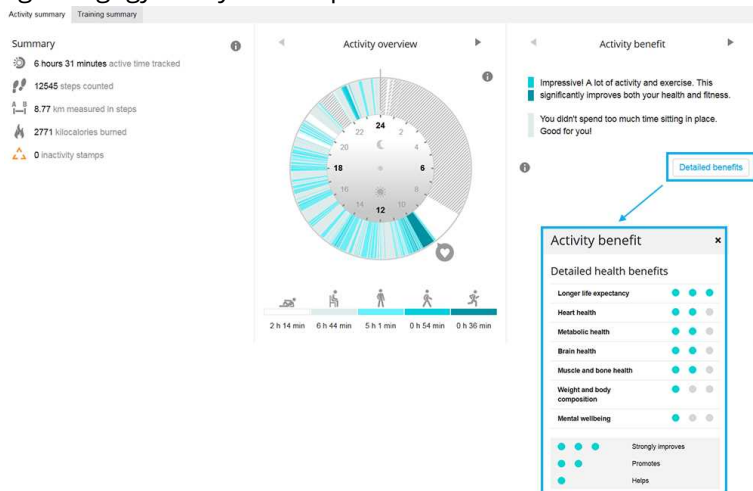 Activity summary
Training summary
Summary
6 hours 31 minutes active time tracked
12545 steps counted
A B
8.77 km measured in steps
2771 kilocalories burned
0 inactivity stamps
Activity overview
24
22 2
20 4
18 6
16 8
14 10
12
2 h 14 min 6 h 44 min 5 h 1 min 0 h 54 min 0 h 36 min
Activity benefit
Impressive! A lot of activity and exercise. This
significantly improves both your health and fitness.
You didn't spend too much time sitting in place.
Good for you!
Detailed benefits
Activity benefit
Detailed health benefits
Longer life expectancy
Heart health
Metabolic health
Brain health
Muscle and bone health
Weight and body
composition
Mental wellbeing
Strongly improves
Promotes
Helps